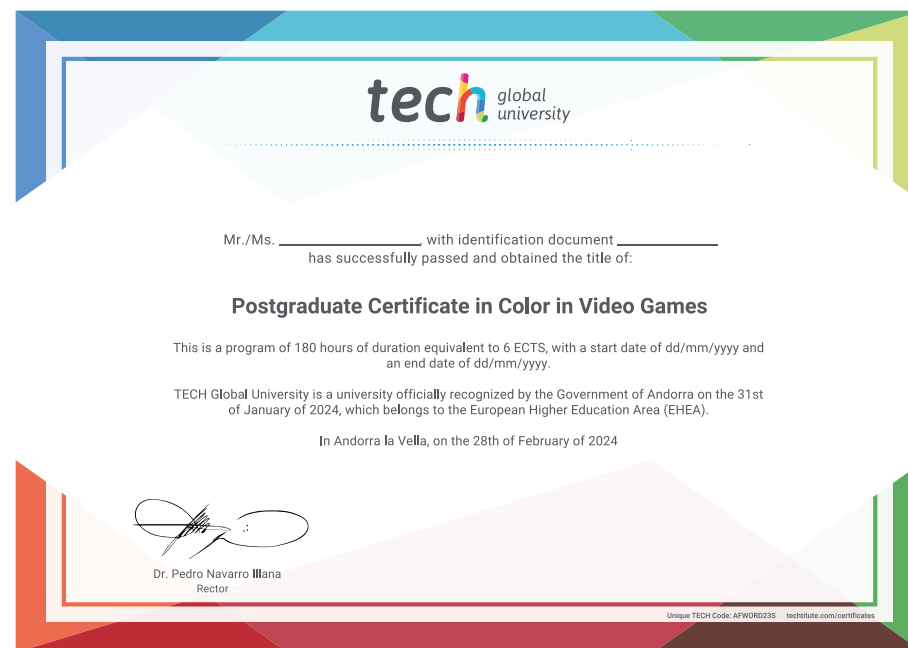 tech global
university
Mr./Ms. ____________, with identification document ____________
has successfully passed and obtained the title of:
Postgraduate Certificate in Color in Video Games
This is a program of 180 hours of duration equivalent to 6 ECTS, with a start date of dd/mm/yyyy and
an end date of dd/mm/yyyy.
TECH Global University is a university officially recognized by the Government of Andorra on the 31st
of January of 2024, which belongs to the European Higher Education Area (EHEA).
In Andorra la Vella, on the 28th of February of 2024
Dr. Pedro Navarro Illana
Rector
Unique TECH Code: AFWORD23S techtitute.com/certificates